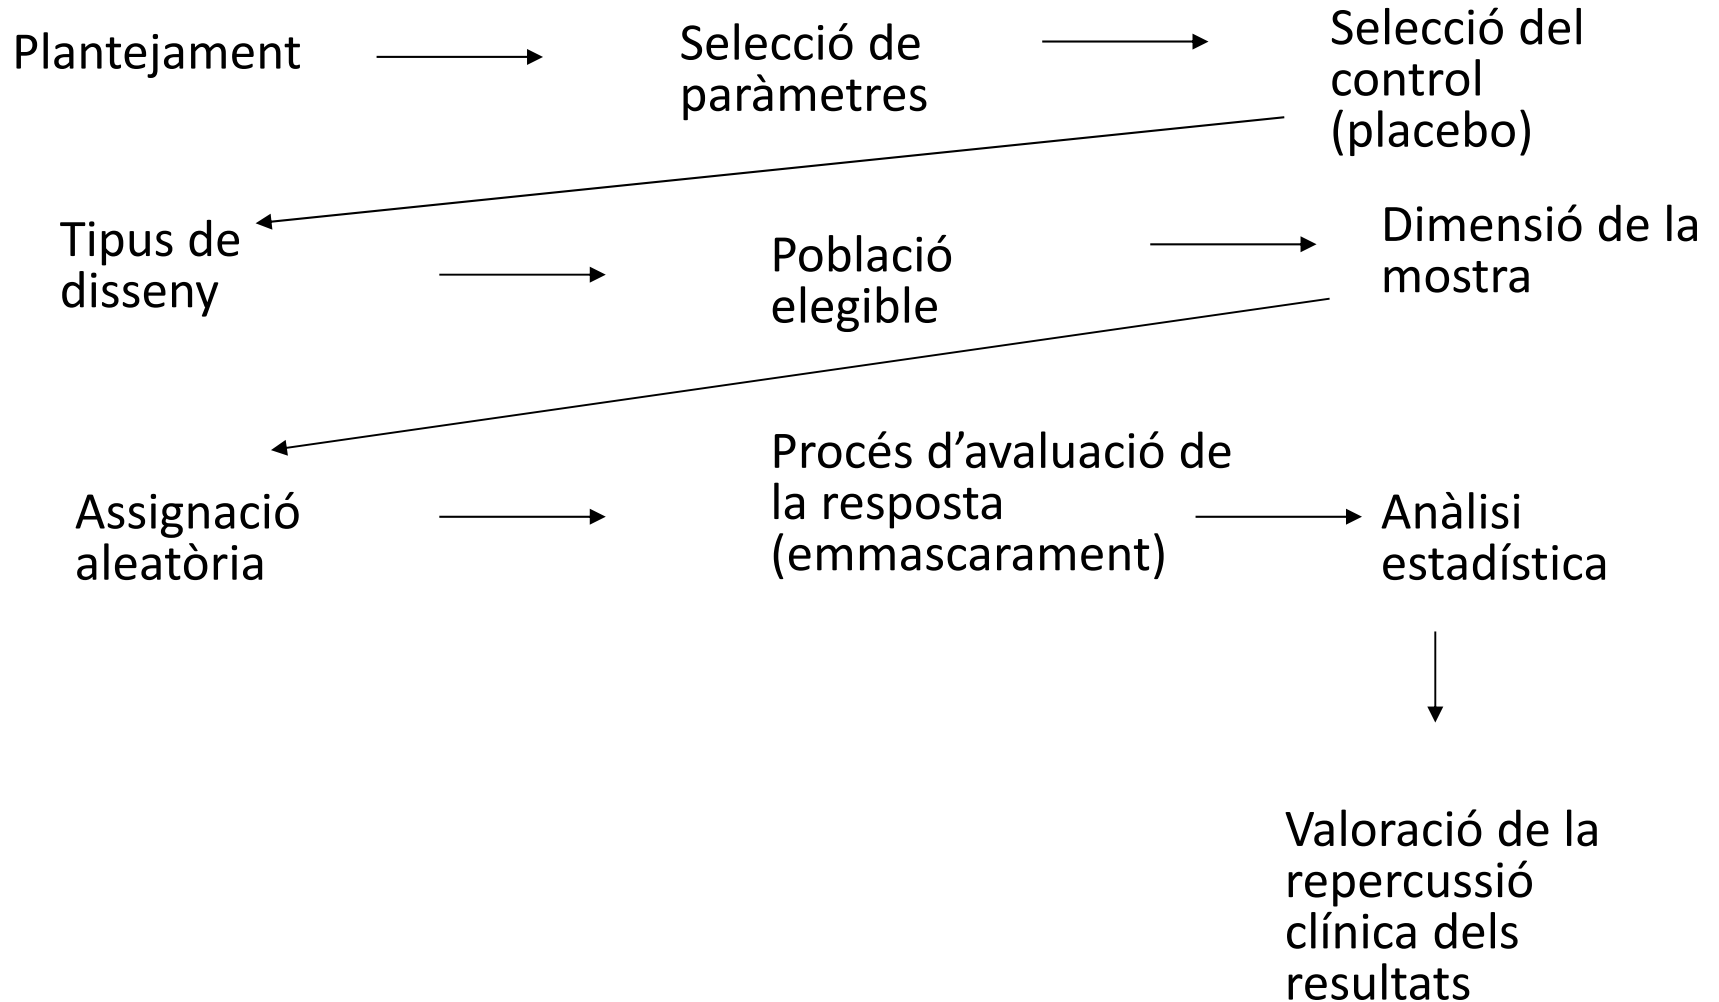 Plantejament
Selecció de
paràmetres
Selecció del
control
(placebo)
Tipus de
disseny
Població
elegible
Dimensió de la
mostra
Assignació
aleatòria
Procés d’avaluació de
la resposta
(emmascarament)
Anàlisi
estadística
Valoració de la
repercussió
clínica dels
resultats